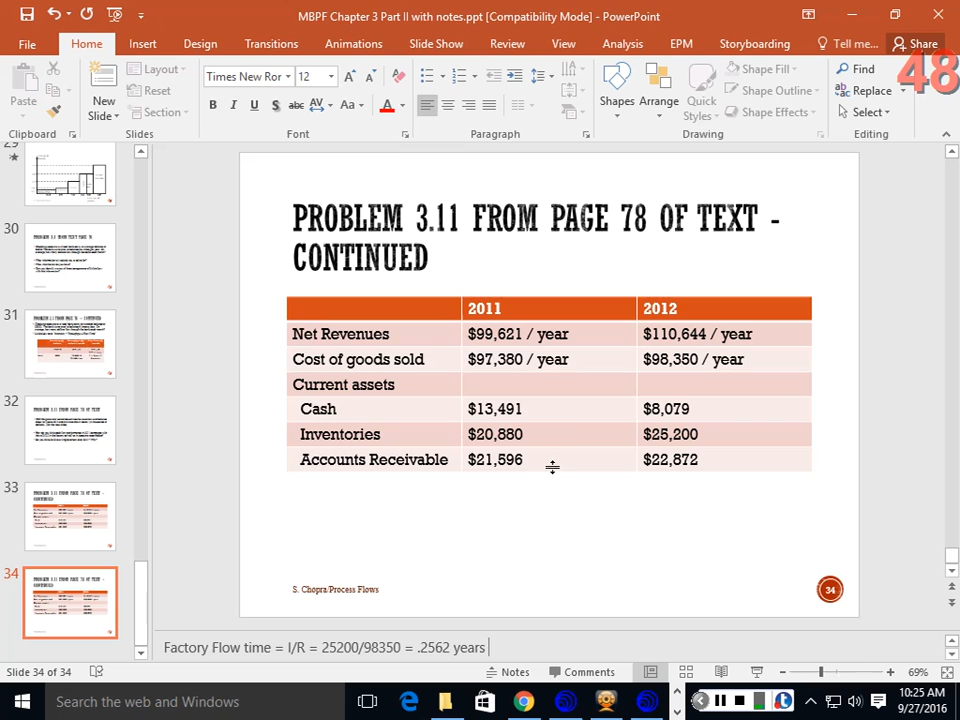 MBPF Chapter 3 Part II with notes.ppt [Compatibility Mode] - PowerPoint
File Home Insert Design Transitions Animations Slide Show Review View Analysis EPM Storyboarding Tell me... Share
48
Paste
Clipboard
New
Slide
Layout
Reset
Section
Slides
Times New Ror 12
B I U S abc AV Aa A
Font
Paragraph
Shapes Arrange Quick
Styles
Shape Fill
Shape Outline
Shape Effects
Drawing
Find
Replace
Select
Editing
29
30
31
32
33
34
PROBLEM 3.11 FROM PAGE 78 OF TEXT -
CONTINUED
2011 2012
Net Revenues $99,621 / year $110,644 / year
Cost of goods sold $97,380 / year $98,350 / year
Current assets
Cash $13,491 $8,079
Inventories $20,880 $25,200
Accounts Receivable $21,596 $22,872
S. Chopra/Process Flows 34
Factory Flow time = I/R = 25200/98350 = .2562 years
Slide 34 of 34 Notes Comments 69%
Search the web and Windows
10:25 AM
9/27/2016